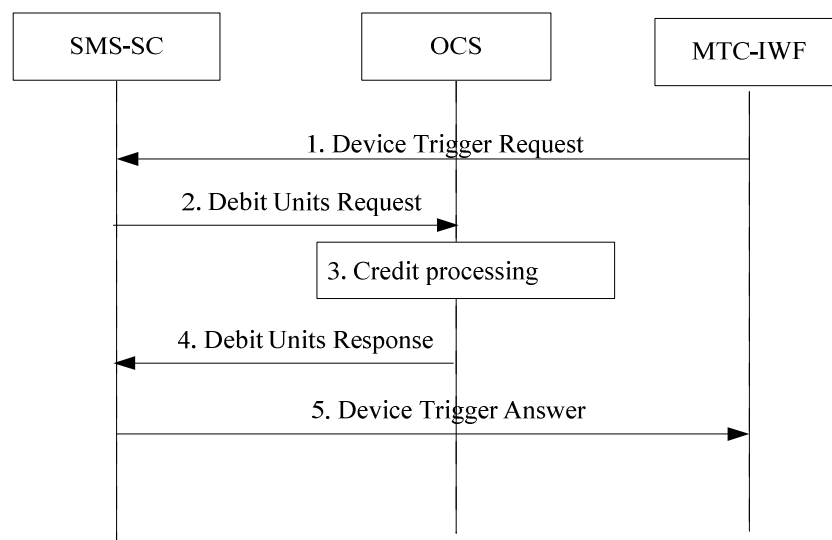 SMS-SC
OCS
MTC-IWF
1. Device Trigger Request
2. Debit Units Request
3. Credit processing
4. Debit Units Response
5. Device Trigger Answer